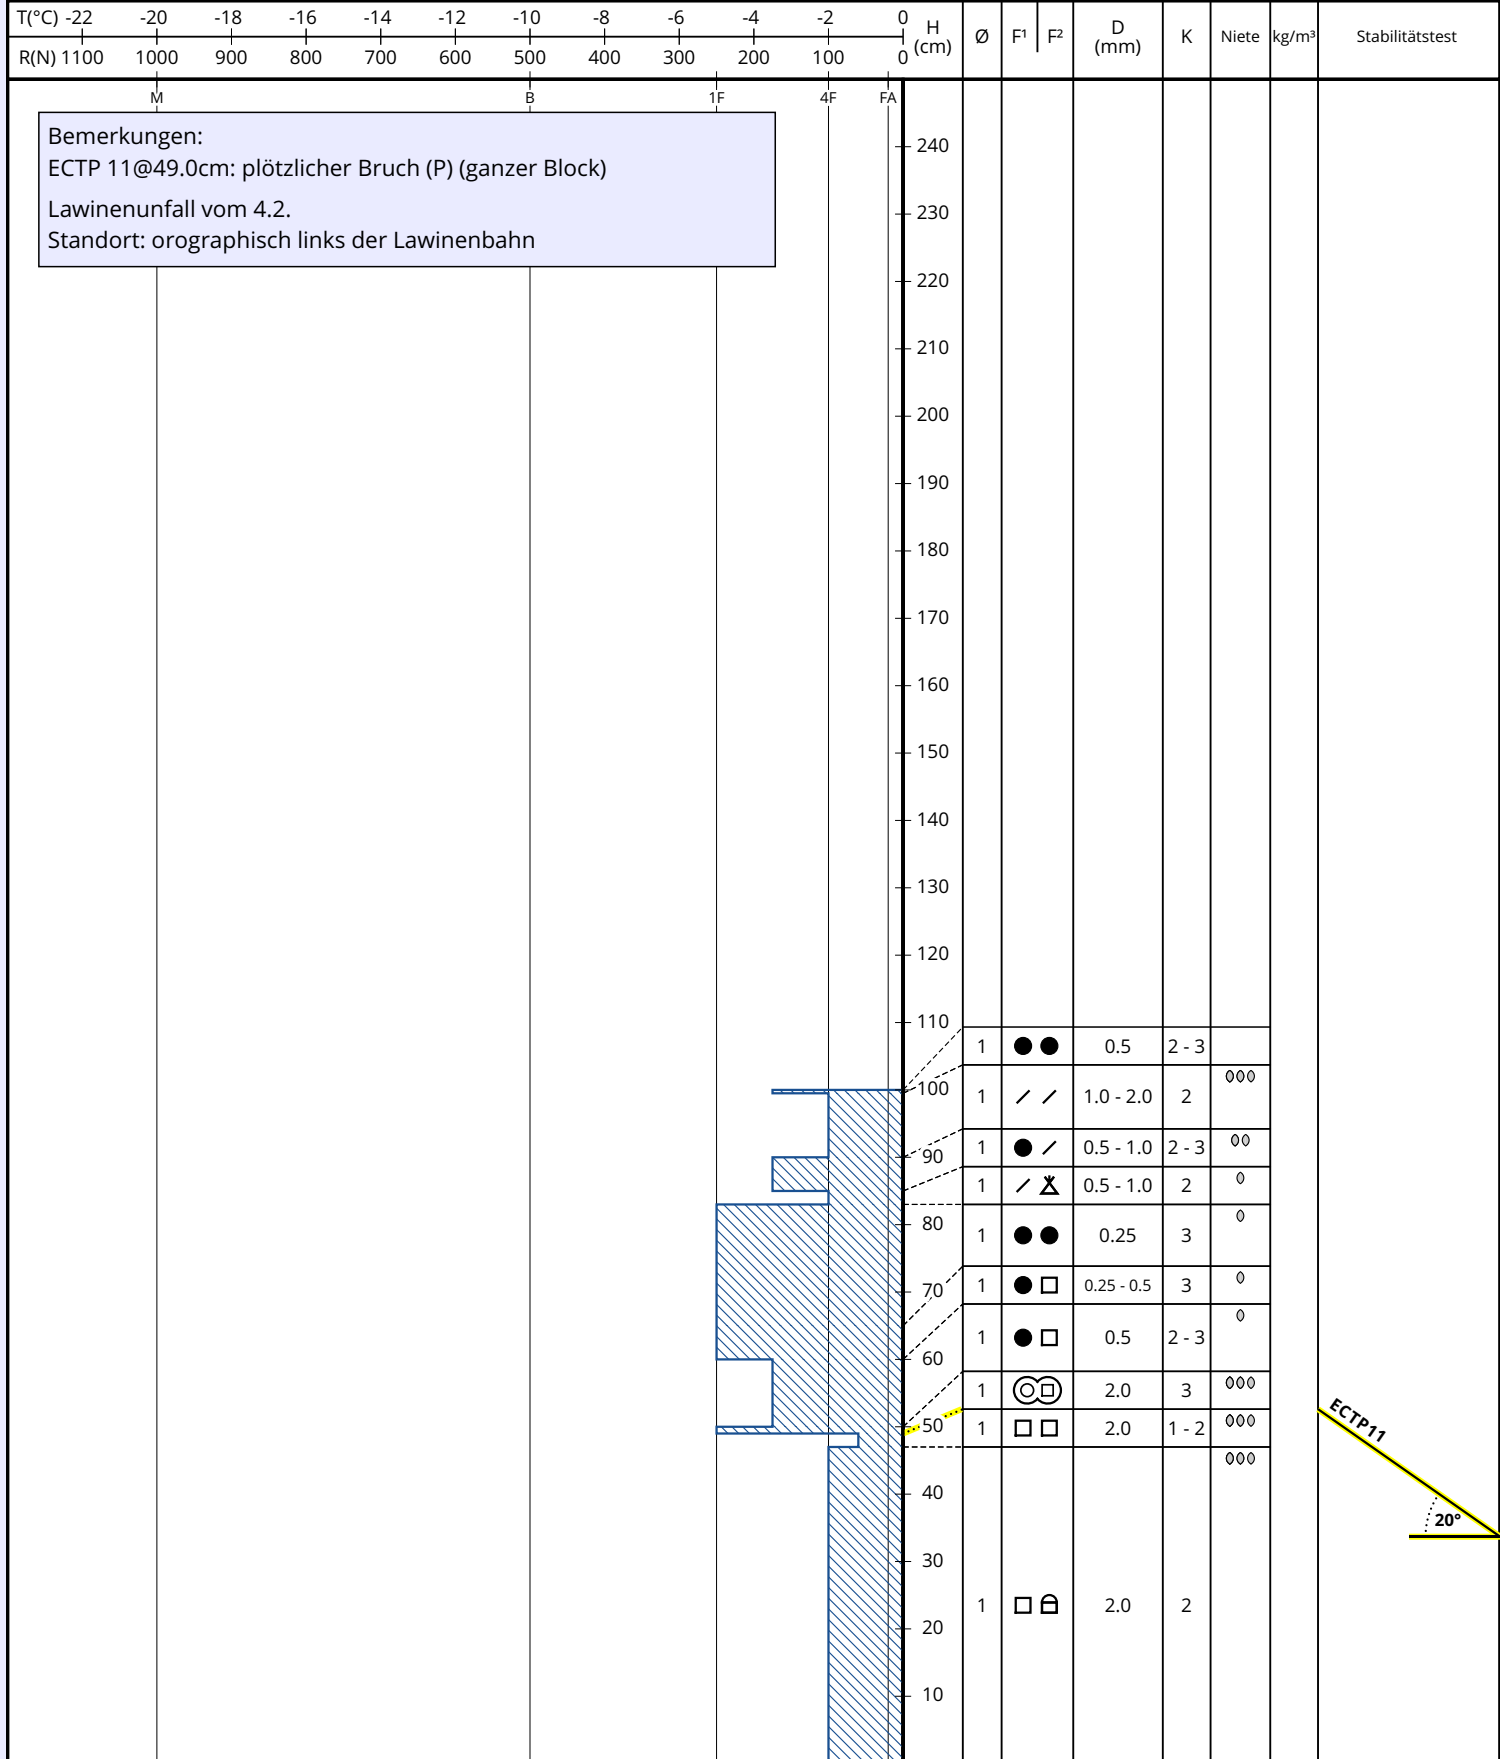 T(°C) -22 -20 -18 -16 -14 -12 -10 -8 -6 -4 -2 0
R(N) 1100 1000 900 800 700 600 500 400 300 200 100 0
H (cm) Ø F¹ F² D (mm) K Niete kg/m³ Stabilitätstest
M B 1F 4F FA
Bemerkungen:
ECTP 11@49.0cm: plötzlicher Bruch (P) (ganzer Block)
Lawinenunfall vom 4.2.
Standort: orographisch links der Lawinenbahn
240
230
220
210
200
190
180
170
160
150
140
130
120
110
1 0.5 2 - 3
100
1 1.0 - 2.0 2
1 0.5 - 1.0 2 - 3
90
1 0.5 - 1.0 2
80
1 0.25 3
70
1 0.25 - 0.5 3
1 0.5 2 - 3
60
1 2.0 3
50
1 2.0 1 - 2
ECTP11
40
20°
30
1 2.0 2
20
10